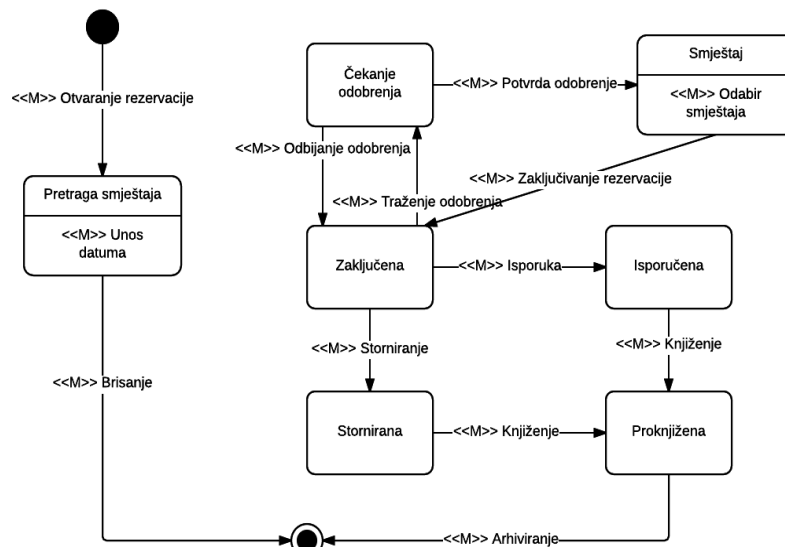 <<M>> Otvaranje rezervacije
Pretraga smještaja
<<M>> Unos
datuma
<<M>> Brisanje
Čekanje
odobrenja
<<M>> Potvrda odobrenje
Smještaj
<<M>> Odabir
smještaja
<<M>> Odbijanje odobrenja
<<M>> Zaključivanje rezervacije
<<M>> Traženje odobrenja
Zaključena
<<M>> Isporuka
Isporučena
<<M>> Storniranje
<<M>> Knjiženje
Stornirana
<<M>> Knjiženje
Proknjižena
<<M>> Arhiviranje